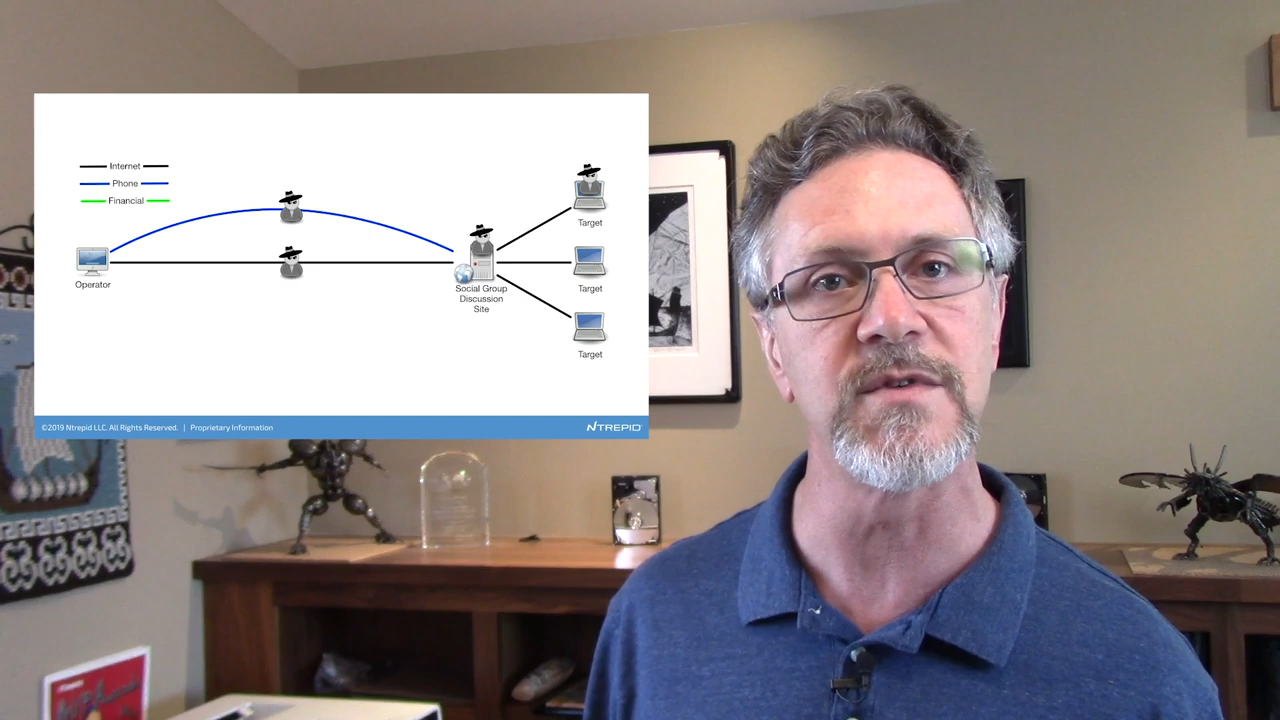 Internet
Phone
Financial
Operator
Social Group
Discussion
Site
Target
Target
Target
©2019 Ntrepid LLC. All Rights Reserved. | Proprietary Information
NTREPID